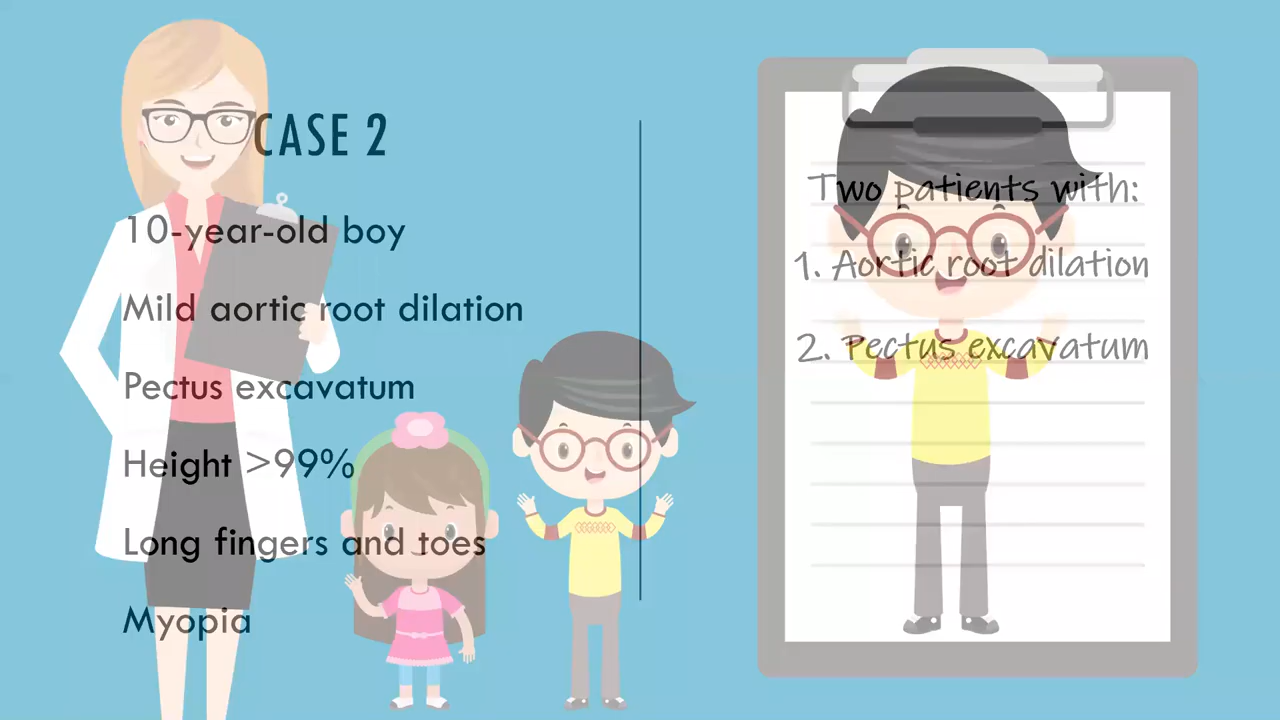 CASE 2
10-year-old boy
Mild aortic root dilation
Pectus excavatum
Height >99%
Long fingers and toes
Myopia
Two patients with:
1. Aortic root dilation
2. Pectus excavatum